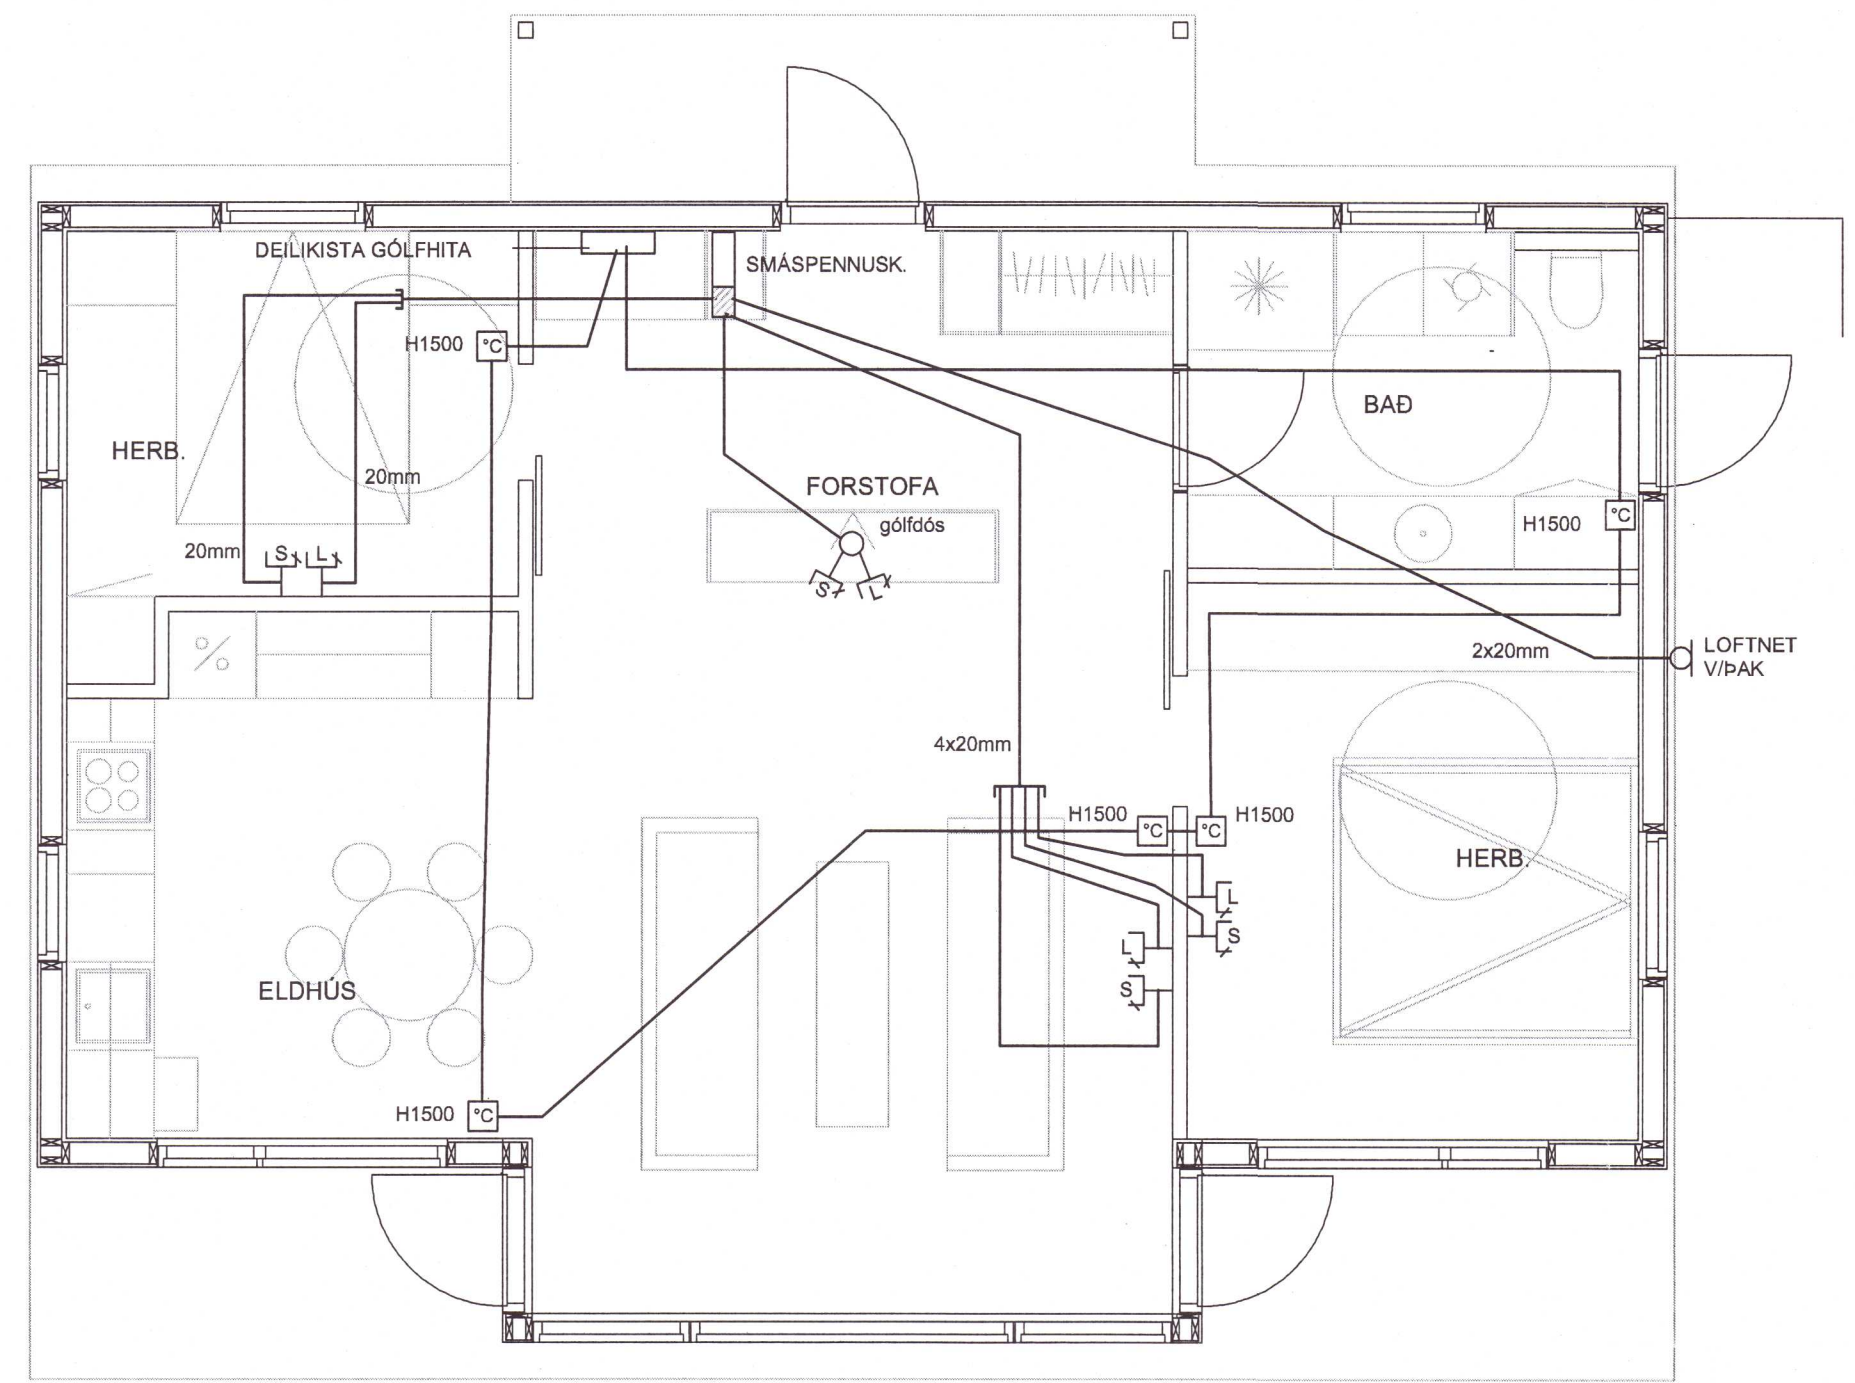 DEILIKISTA GÓLFHITA
SMÁSPENNUSK.
H1500
°C
BAÐ
HERB.
20mm
FORSTOFA
gólfdós
H1500
°C
20mm
S
L
S
L
2x20mm
LOFTNET
V/ÞAK
4x20mm
H1500
°C
°C
H1500
HERB.
L
S
L
S
ELDHÚS
H1500
°C